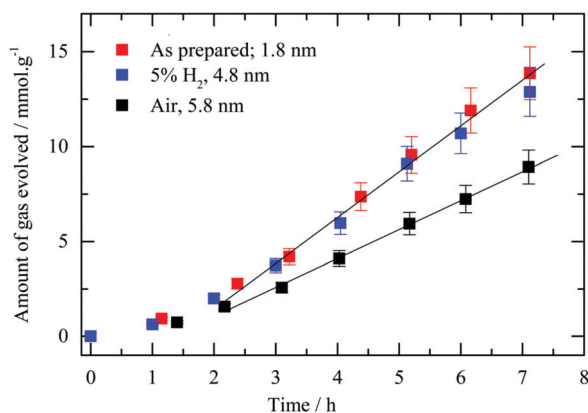 As prepared; 1.8 nm
5% H₂, 4.8 nm
Air, 5.8 nm
Amount of gas evolved / mmol.g⁻¹
15
10
5
0
0 1 2 3 4 5 6 7 8
Time / h